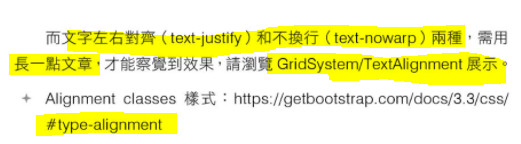 而文字左右對齊（text-justify）和不換行（text-nowarp）兩種，需用
長一點文章，才能察覺到效果，請瀏覽 GridSystem/TextAlignment 展示。
+ Alignment classes 樣式：https://getbootstrap.com/docs/3.3/css/
#type-alignment